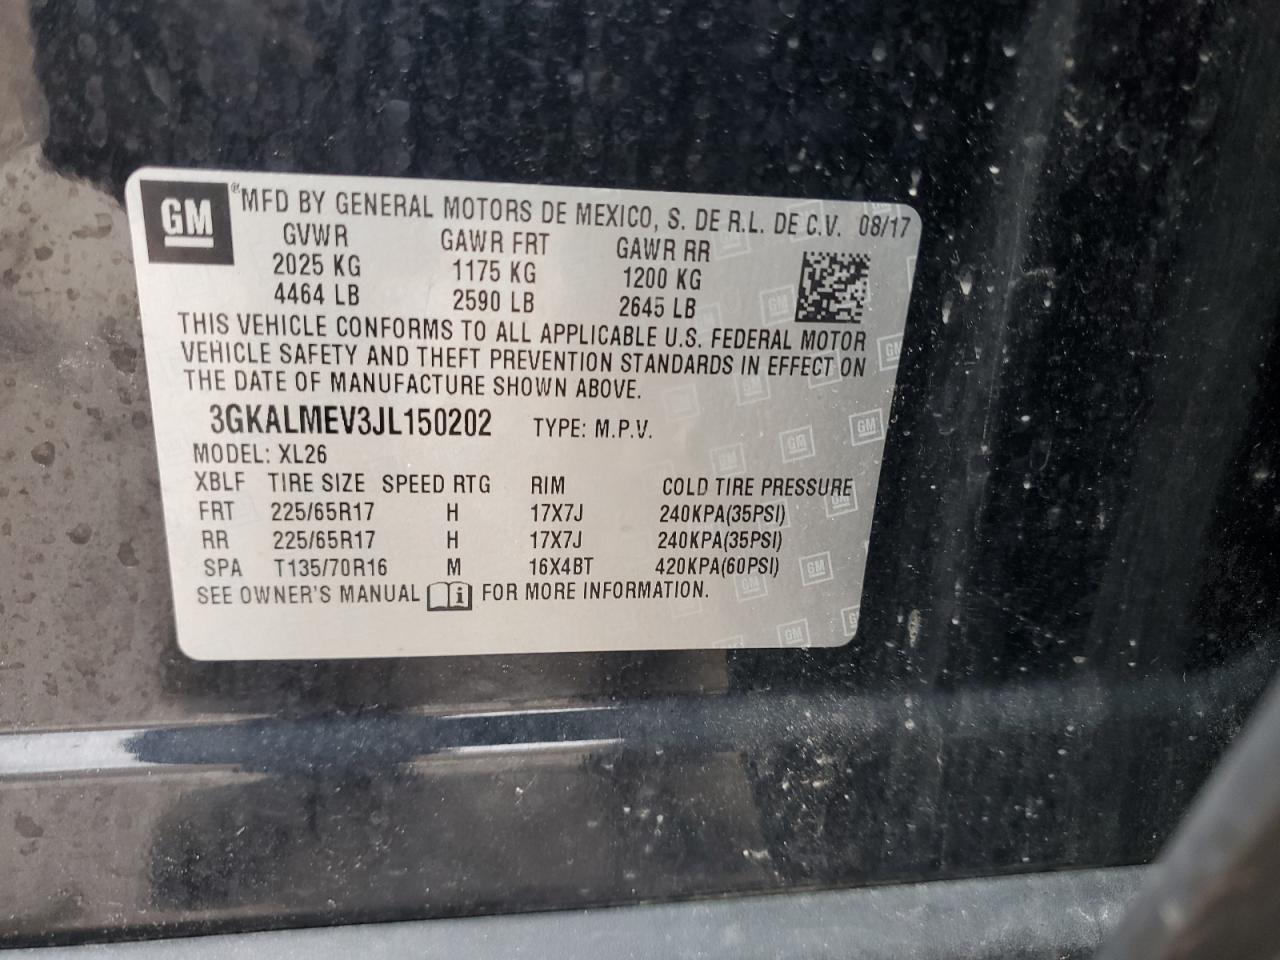 GM ®MFD BY GENERAL MOTORS DE MEXICO, S. DE R.L. DE C.V. 08/17
GVWR GAWR FRT GAWR RR
2025 KG 1175 KG 1200 KG
4464 LB 2590 LB 2645 LB
THIS VEHICLE CONFORMS TO ALL APPLICABLE U.S. FEDERAL MOTOR
VEHICLE SAFETY AND THEFT PREVENTION STANDARDS IN EFFECT ON
THE DATE OF MANUFACTURE SHOWN ABOVE.
3GKALMEV3JL150202 TYPE: M.P.V.
MODEL: XL26
XBLF TIRE SIZE SPEED RTG RIM COLD TIRE PRESSURE
FRT 225/65R17 H 17X7J 240KPA(35PSI)
RR 225/65R17 H 17X7J 240KPA(35PSI)
SPA T135/70R16 M 16X4BT 420KPA(60PSI)
SEE OWNER'S MANUAL i FOR MORE INFORMATION.